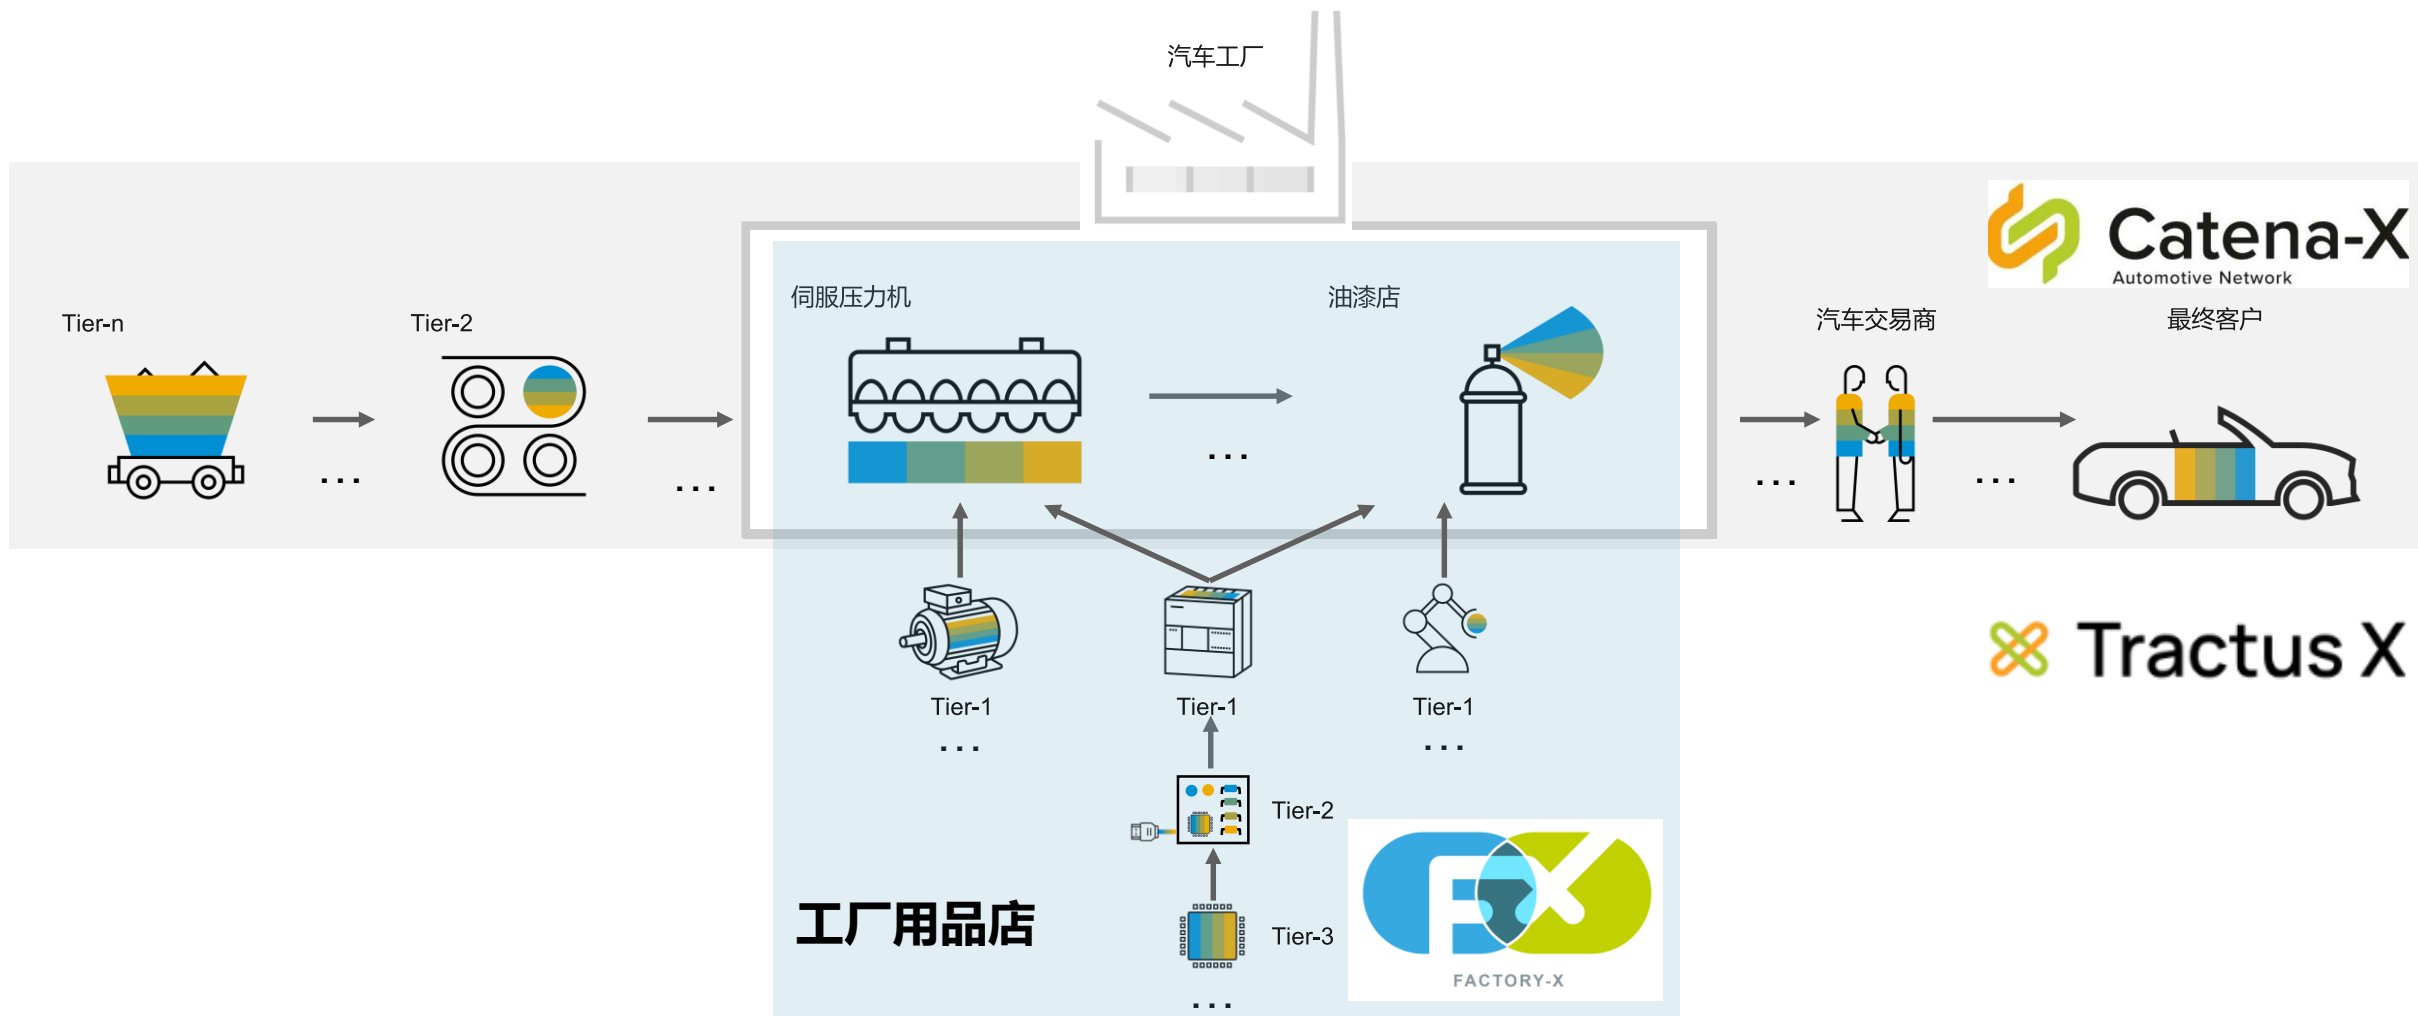 汽车工厂
Catena-X
Automotive Network
伺服压力机
油漆店
Tier-n
Tier-2
汽车交易商
最终客户
...
...
...
...
...
Tractus X
Tier-1
Tier-1
Tier-1
...
...
Tier-2
工厂用品店
Tier-3
FX
FACTORY-X
...